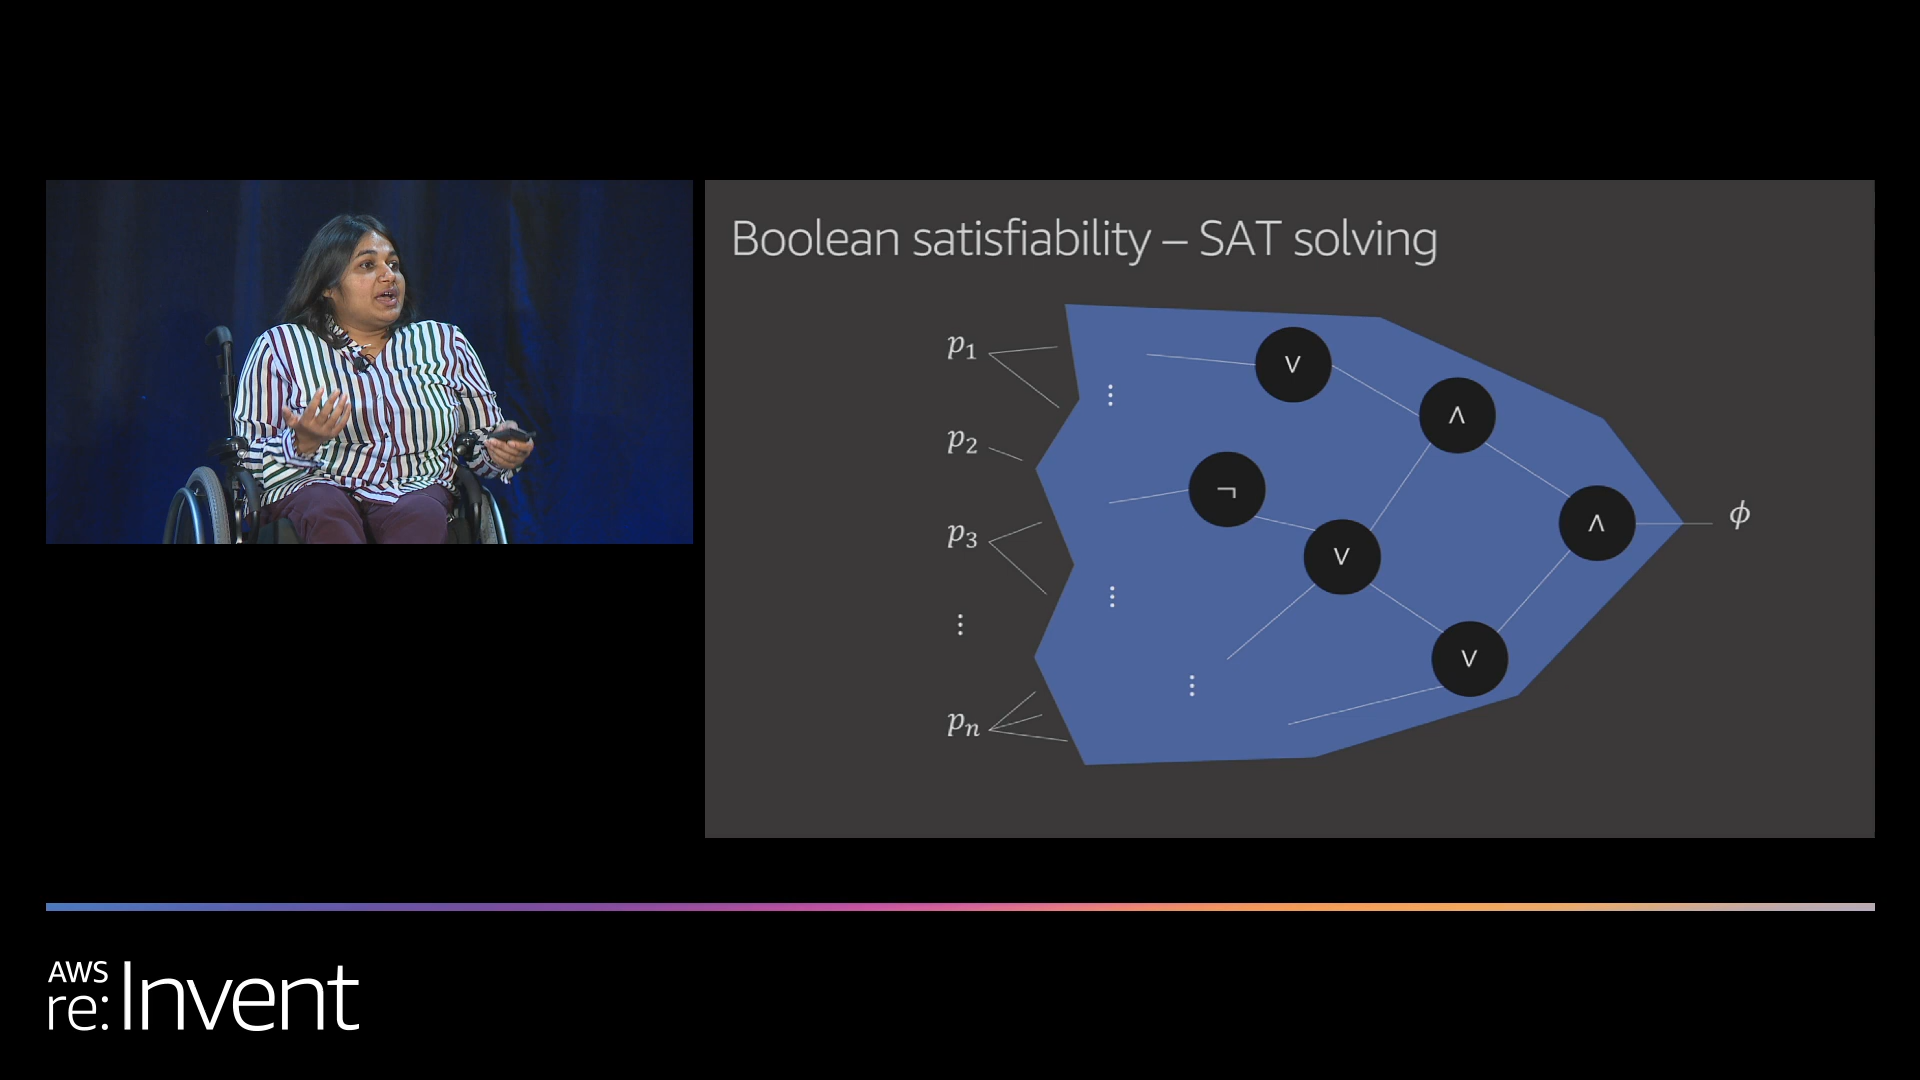 Boolean satisfiability – SAT solving
p1
p2
p3
⋮
pn
⋮
⋮
⋮
∨
∧
¬
∨
∧
∨
ϕ
AWS
re:Invent